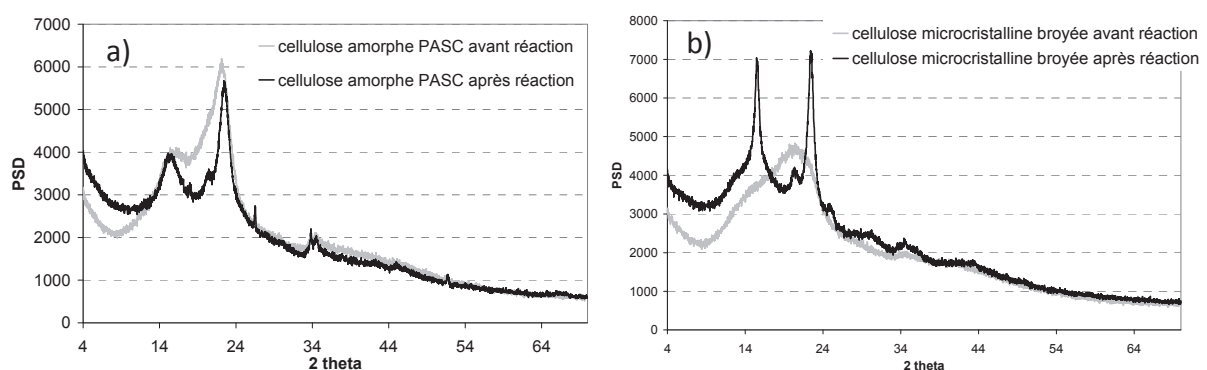 a)
cellulose amorphe PASC avant réaction
cellulose amorphe PASC après réaction
PSD
7000
6000
5000
4000
3000
2000
1000
0
4 14 24 34 44 54 64
2 theta
b)
cellulose microcristalline broyée avant réaction
cellulose microcristalline broyée après réaction
PSD
8000
7000
6000
5000
4000
3000
2000
1000
0
4 14 24 34 44 54 64
2 theta